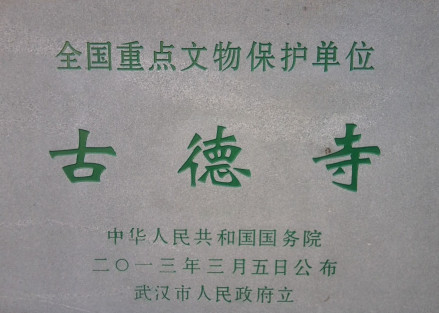 全国重点文物保护单位
古德寺
中华人民共和国国务院
二〇一三年三月五日公布
武汉市人民政府立